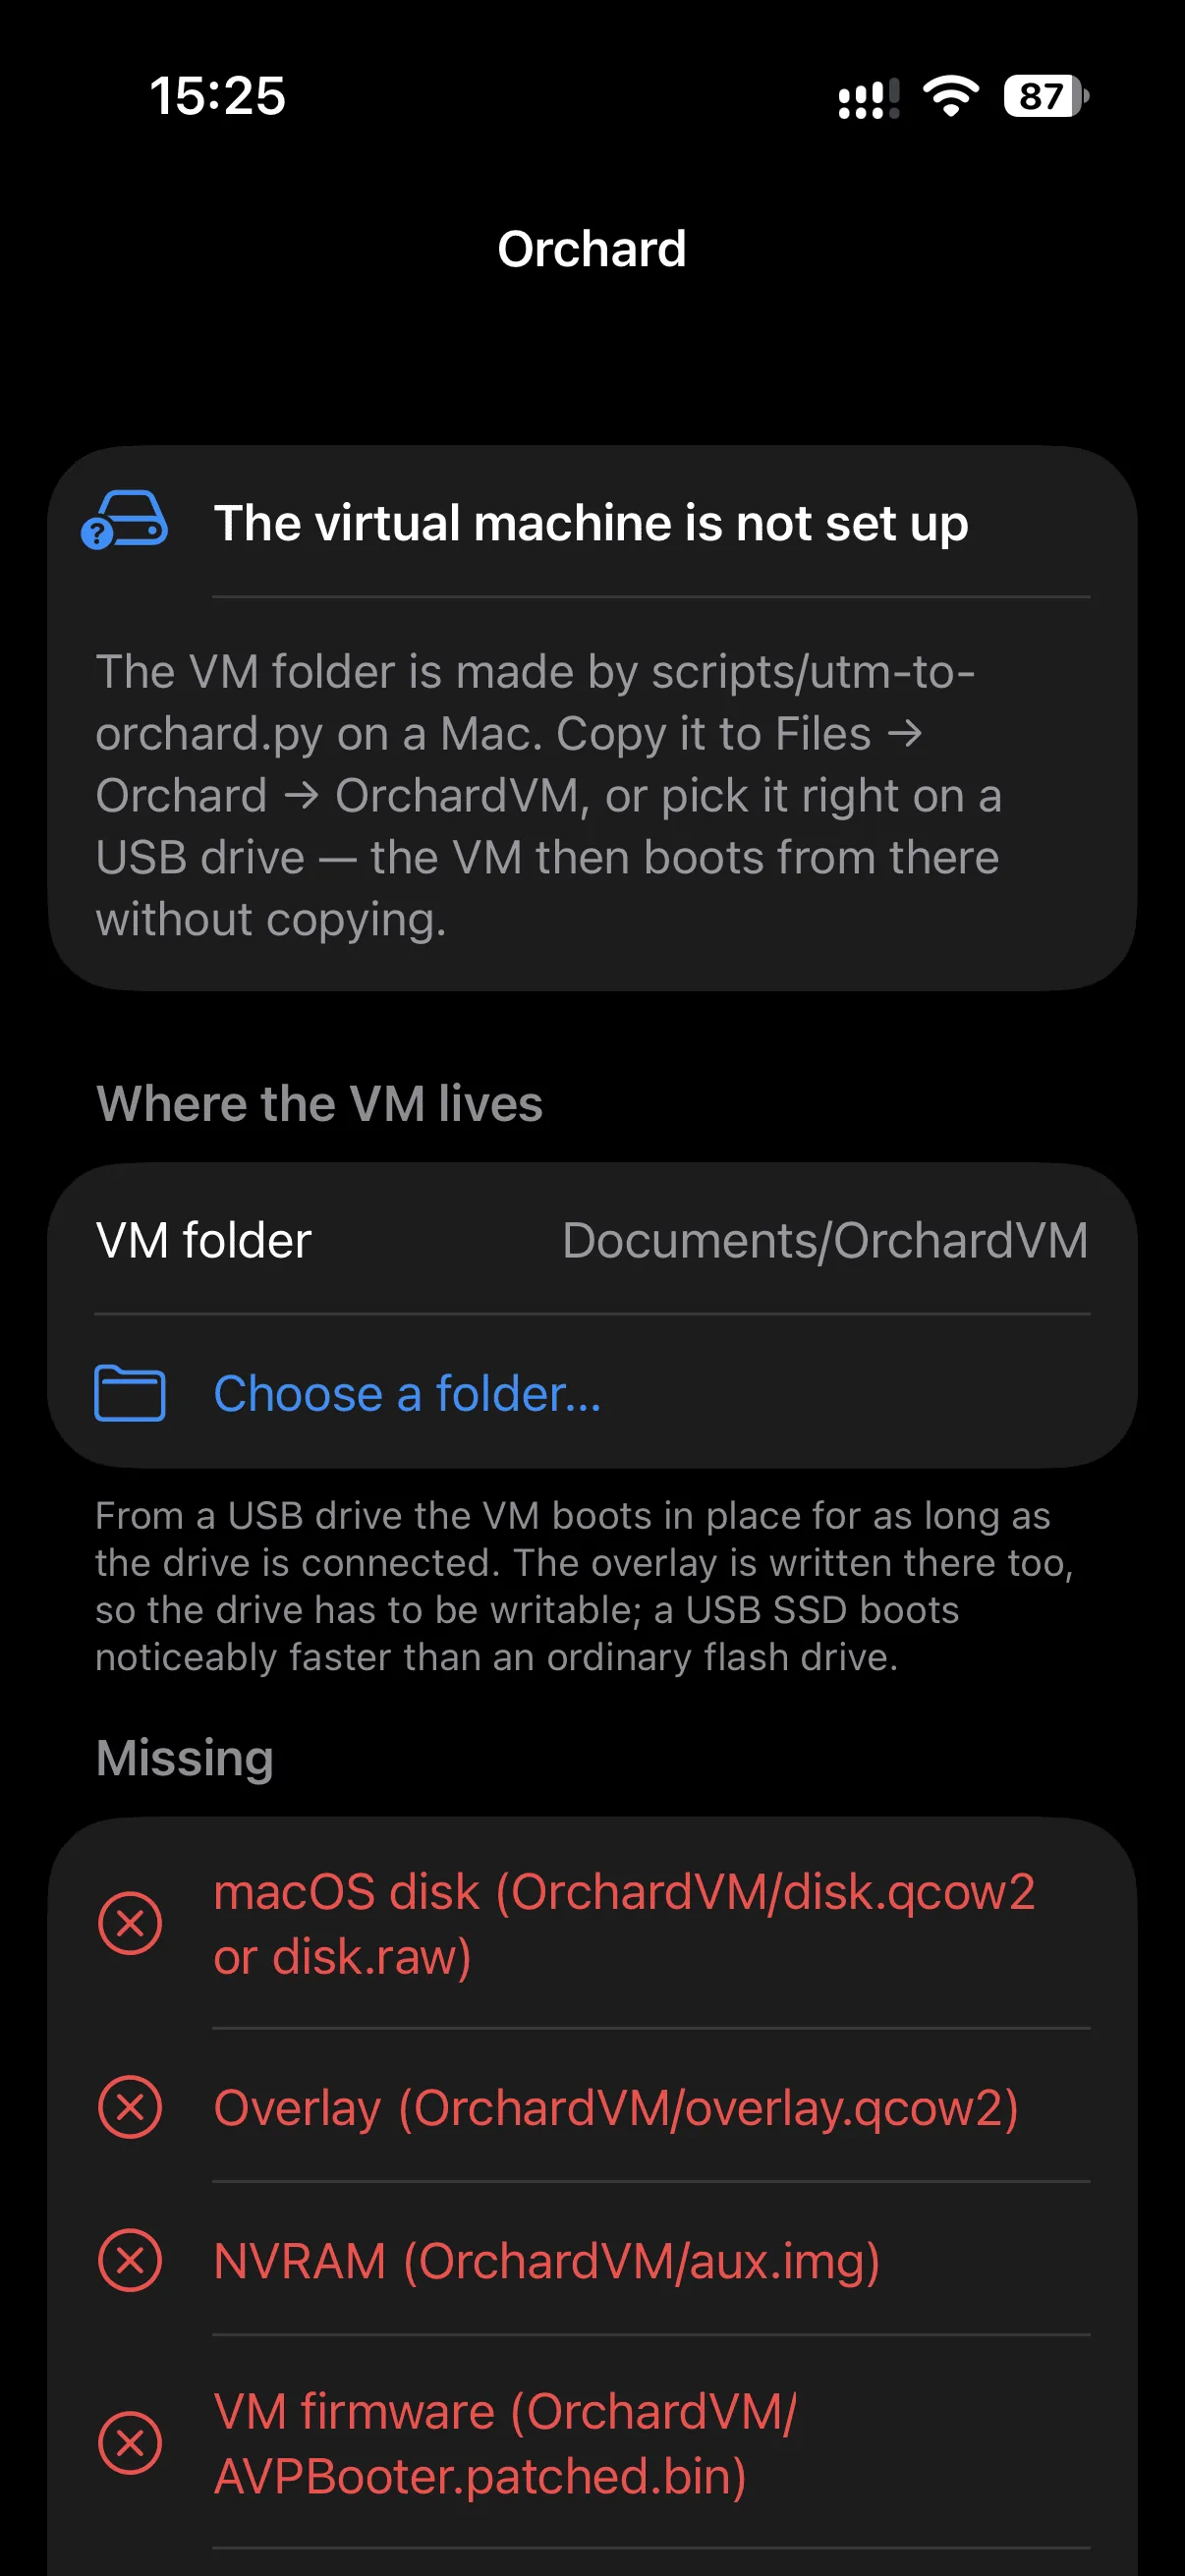 15:25
87
Orchard
?
The virtual machine is not set up
The VM folder is made by scripts/utm-to-
orchard.py on a Mac. Copy it to Files →
Orchard → OrchardVM, or pick it right on a
USB drive — the VM then boots from there
without copying.
Where the VM lives
VM folder
Documents/OrchardVM
Choose a folder...
From a USB drive the VM boots in place for as long as
the drive is connected. The overlay is written there too,
so the drive has to be writable; a USB SSD boots
noticeably faster than an ordinary flash drive.
Missing
macOS disk (OrchardVM/disk.qcow2
or disk.raw)
Overlay (OrchardVM/overlay.qcow2)
NVRAM (OrchardVM/aux.img)
VM firmware (OrchardVM/
AVPBooter.patched.bin)